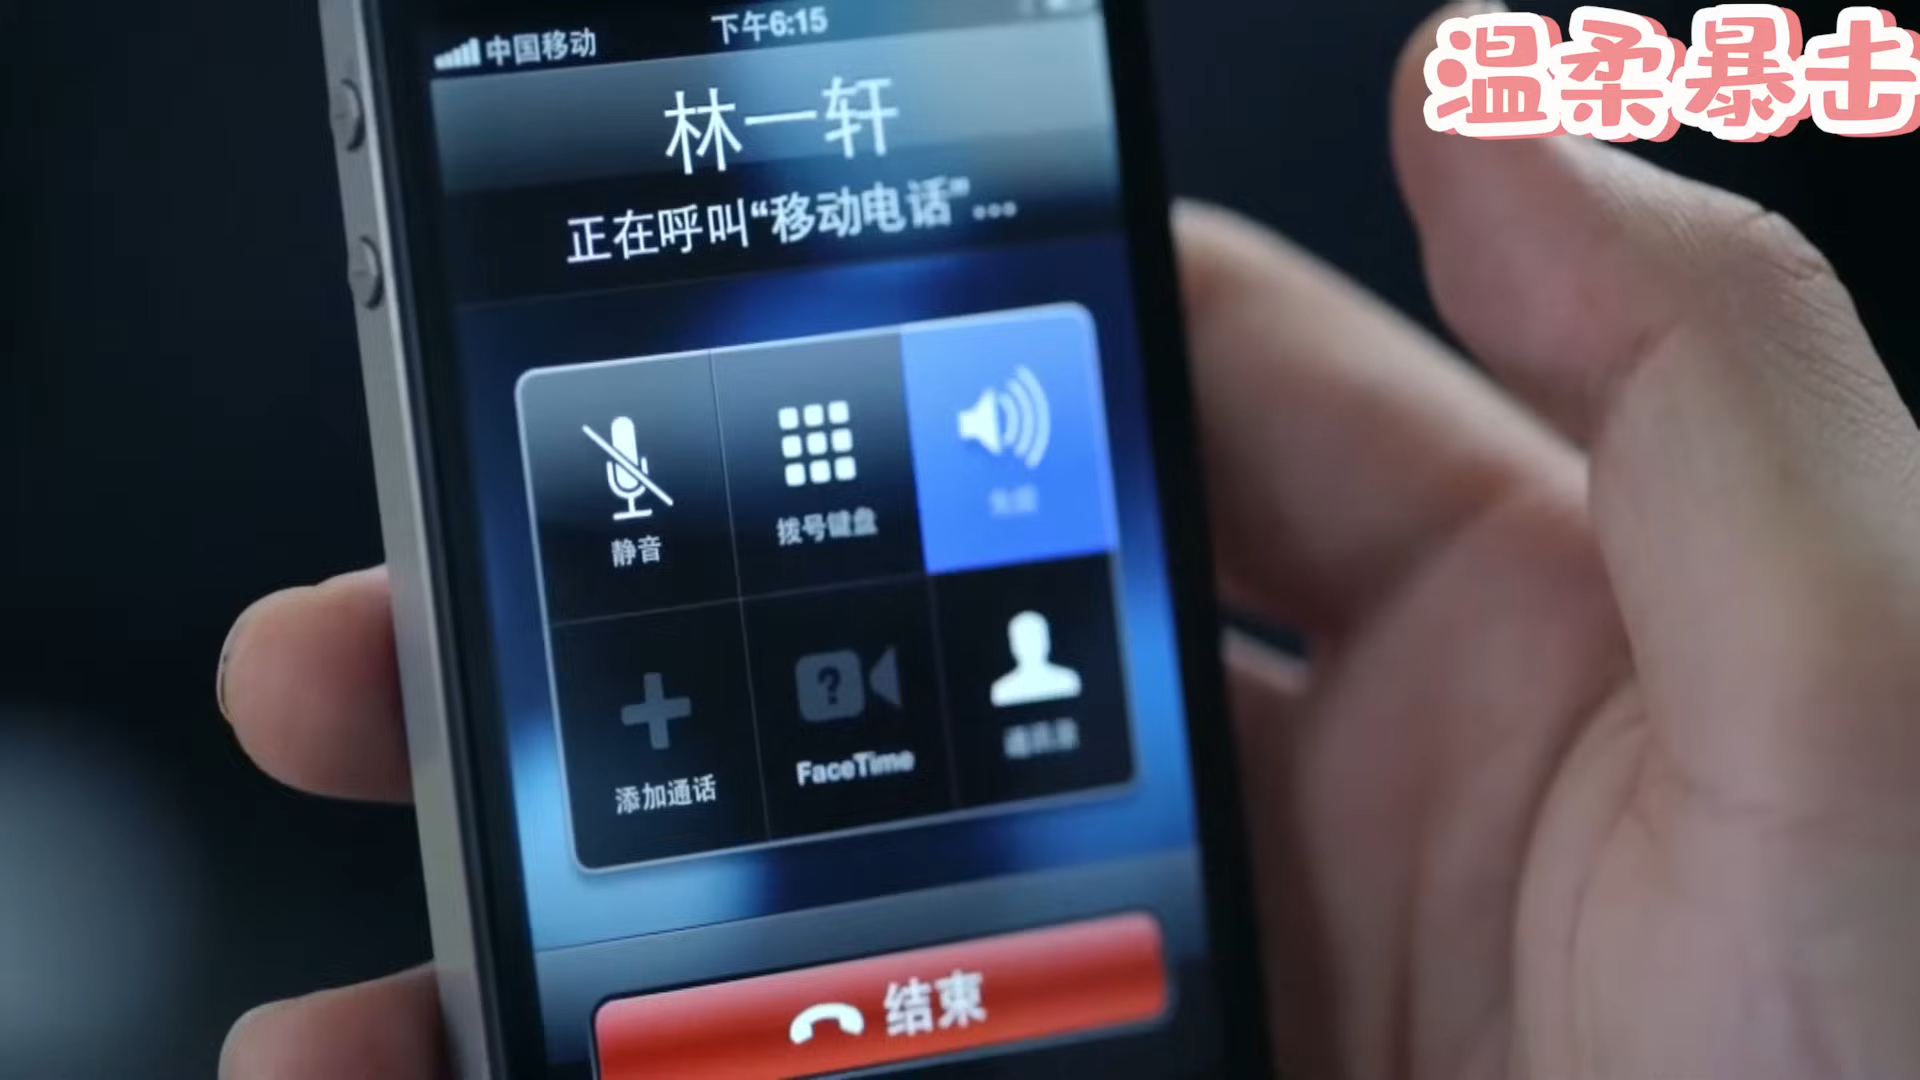 中国移动 下午6:15
温柔暴击
林一轩
正在呼叫“移动电话”...
静音 拨号键盘
添加通话 FaceTime
结束